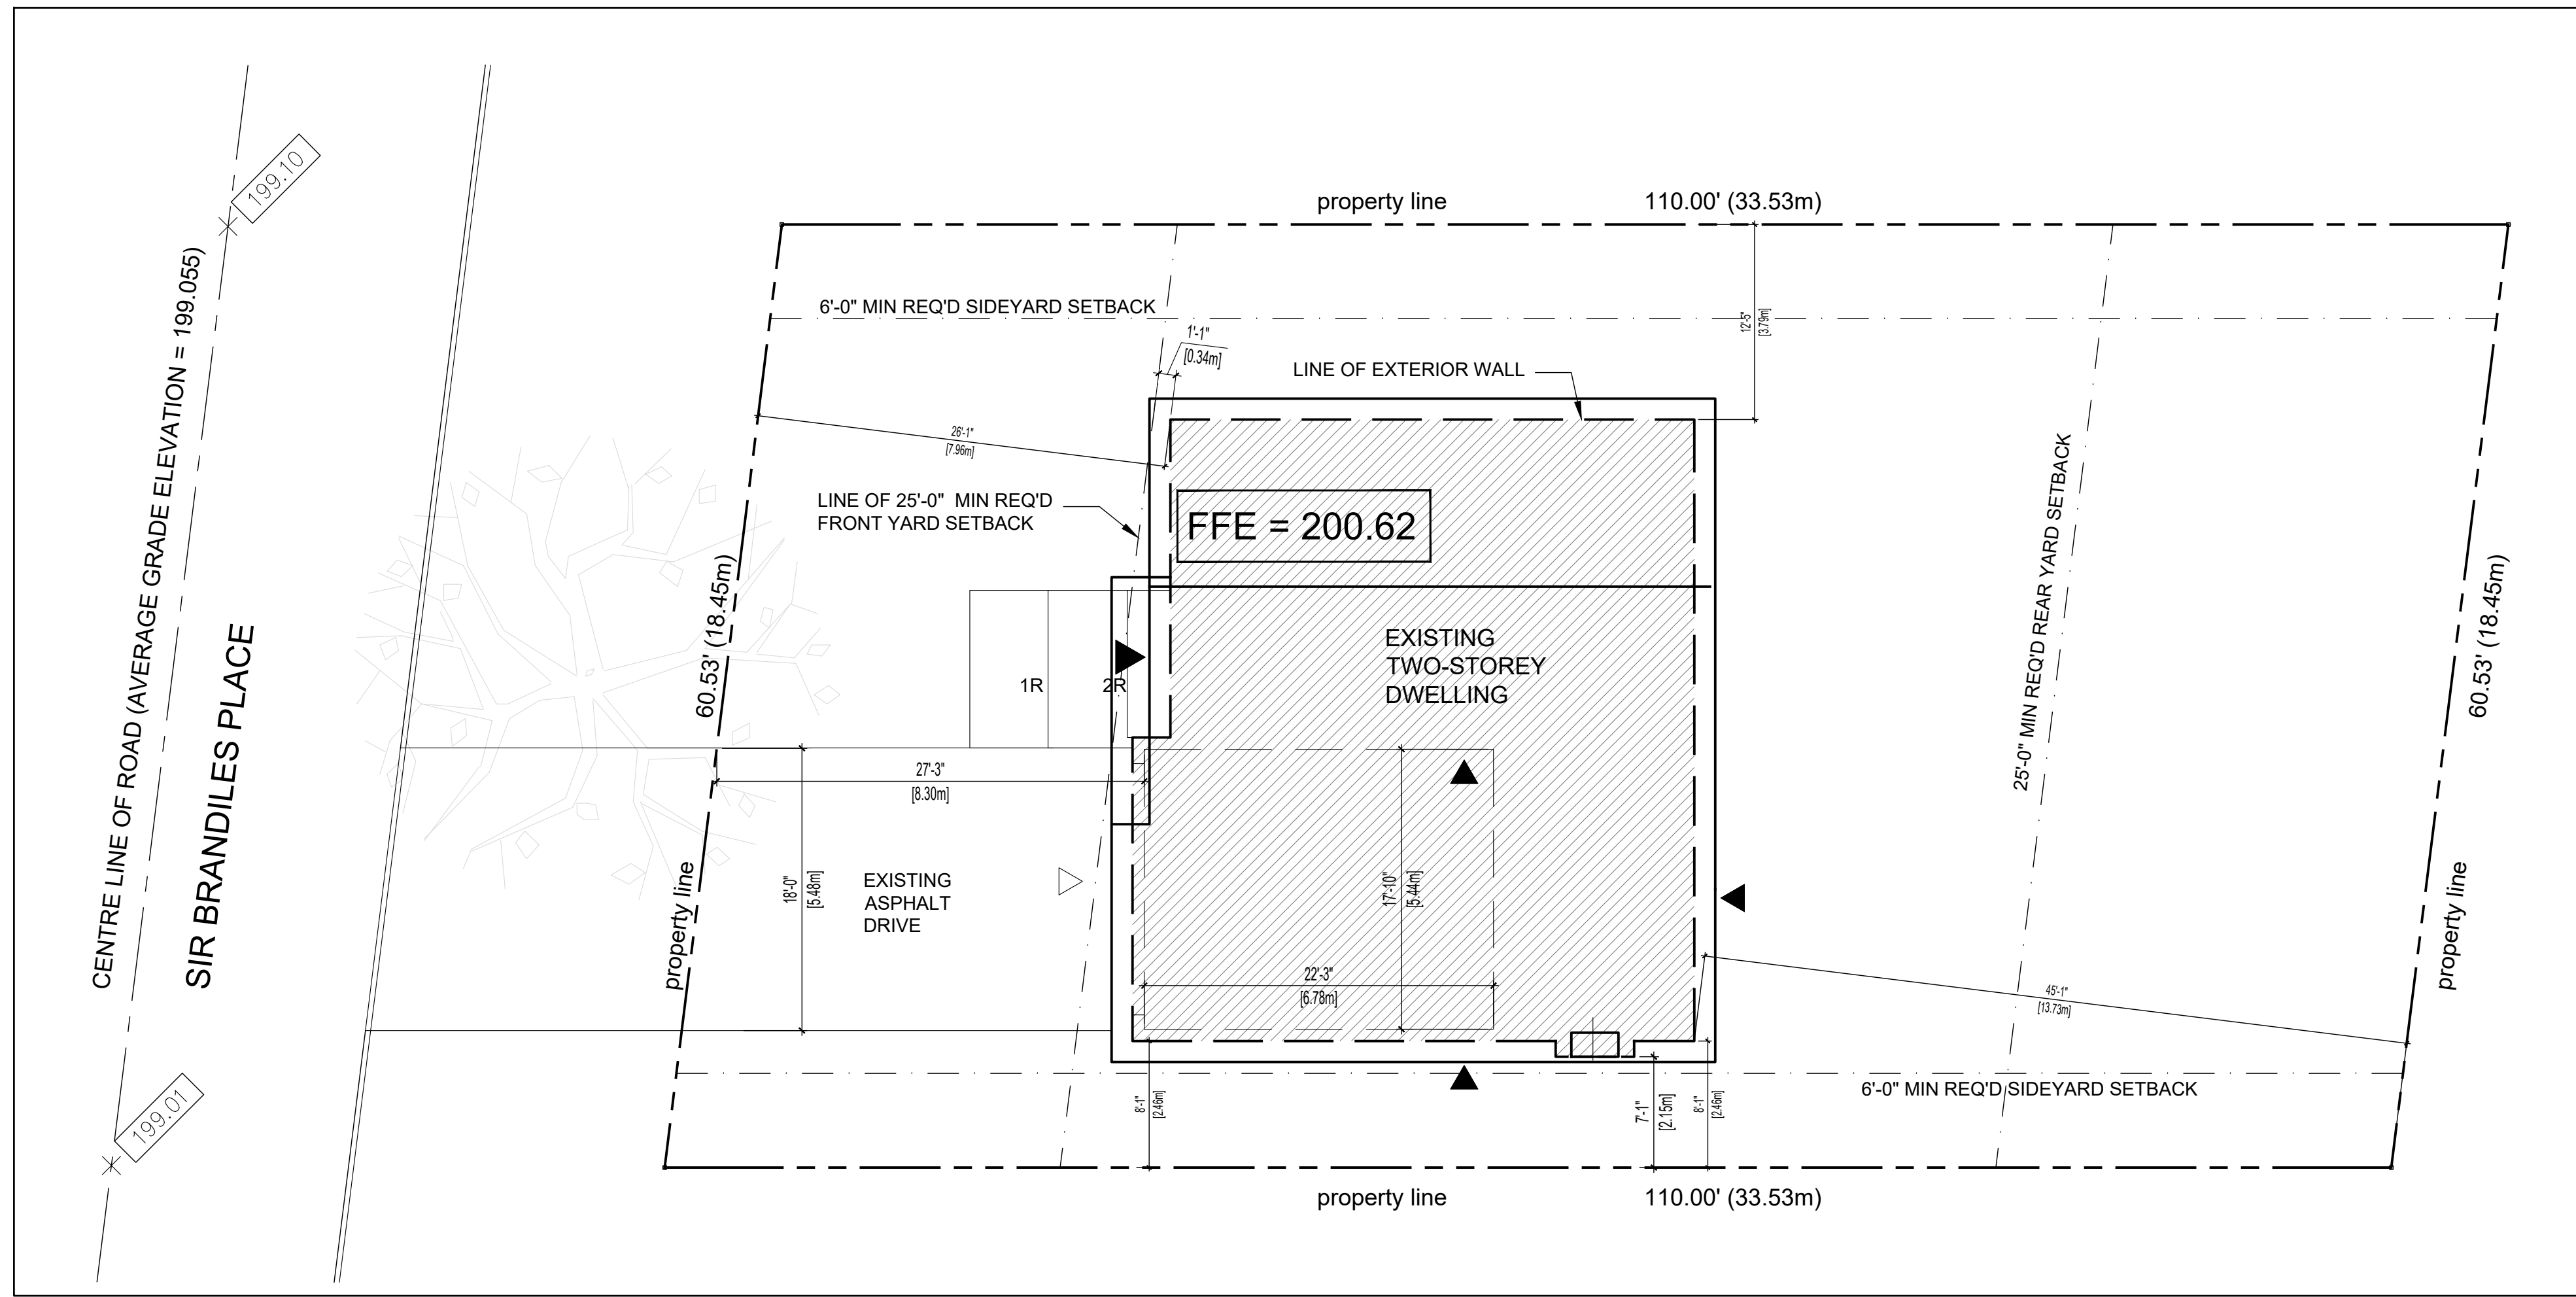 199.10
CENTRE LINE OF ROAD (AVERAGE GRADE ELEVATION = 199.055)
SIR BRANDILES PLACE
199.01
property line
110.00' (33.53m)
6'-0" MIN REQ'D SIDEYARD SETBACK
1'-1"
[0.34m]
12'-5"
[3.79m]
LINE OF EXTERIOR WALL
26'-1"
[7.96m]
LINE OF 25'-0" MIN REQ'D
FRONT YARD SETBACK
FFE = 200.62
60.53' (18.45m)
property line
1R
2R
EXISTING
TWO-STOREY
DWELLING
25'-0" MIN REQ'D REAR YARD SETBACK
60.53' (18.45m)
property line
27'-3"
[8.30m]
18'-0"
[5.48m]
EXISTING
ASPHALT
DRIVE
17'-10"
[5.44m]
22'-3"
[6.78m]
45'-1"
[13.73m]
6'-0" MIN REQ'D SIDEYARD SETBACK
8'-1"
[2.46m]
7'-1"
[2.15m]
8'-1"
[2.46m]
property line
110.00' (33.53m)